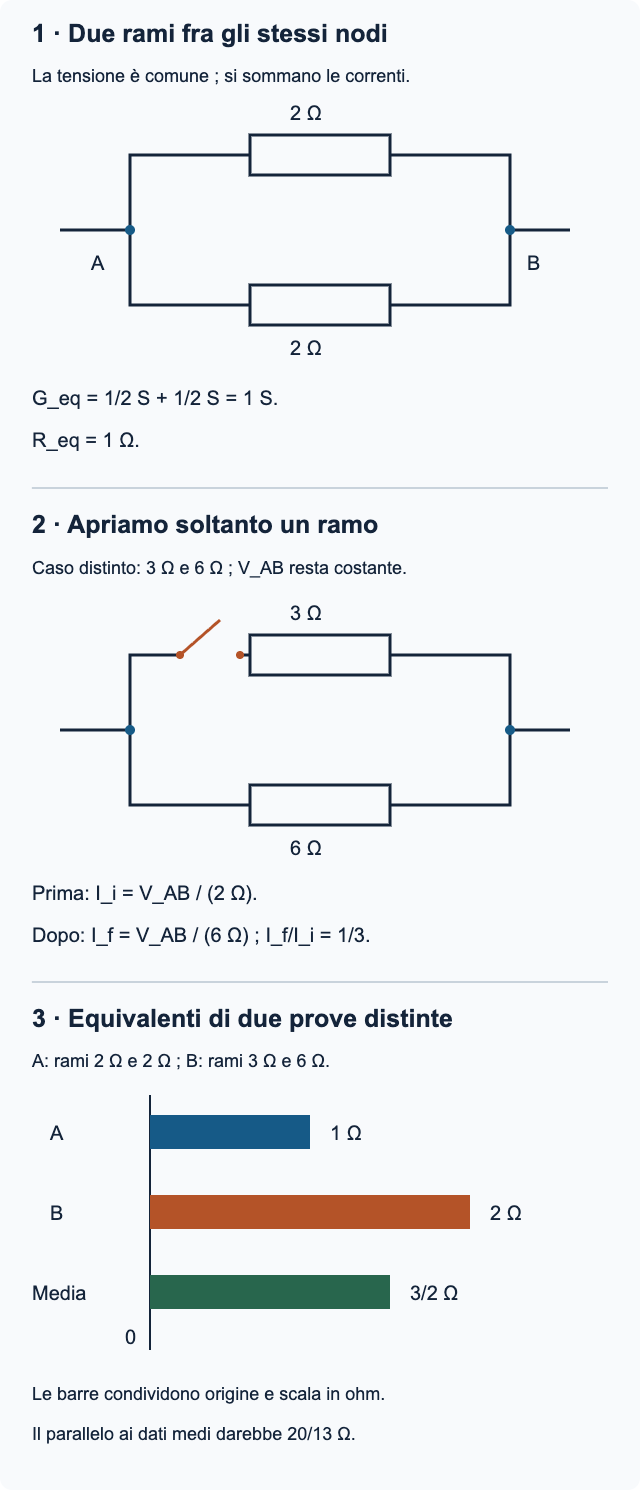 1 · Due rami fra gli stessi nodi
La tensione è comune ; si sommano le correnti.
2 Ω
A
B
2 Ω
G_eq = 1/2 S + 1/2 S = 1 S.
R_eq = 1 Ω.
2 · Apriamo soltanto un ramo
Caso distinto: 3 Ω e 6 Ω ; V_AB resta costante.
3 Ω
6 Ω
Prima: I_i = V_AB / (2 Ω).
Dopo: I_f = V_AB / (6 Ω) ; I_f/I_i = 1/3.
3 · Equivalenti di due prove distinte
A: rami 2 Ω e 2 Ω ; B: rami 3 Ω e 6 Ω.
A 1 Ω
B 2 Ω
Media 3/2 Ω
0
Le barre condividono origine e scala in ohm.
Il parallelo ai dati medi darebbe 20/13 Ω.